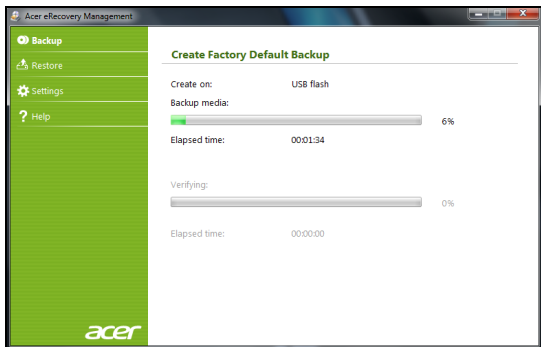 Acer eRecovery Management
Backup
Restore
Settings
? Help
Create Factory Default Backup
Create on: USB flash
Backup media:
6%
Elapsed time: 00:01:34
Verifying:
0%
Elapsed time: 00:00:00
acer